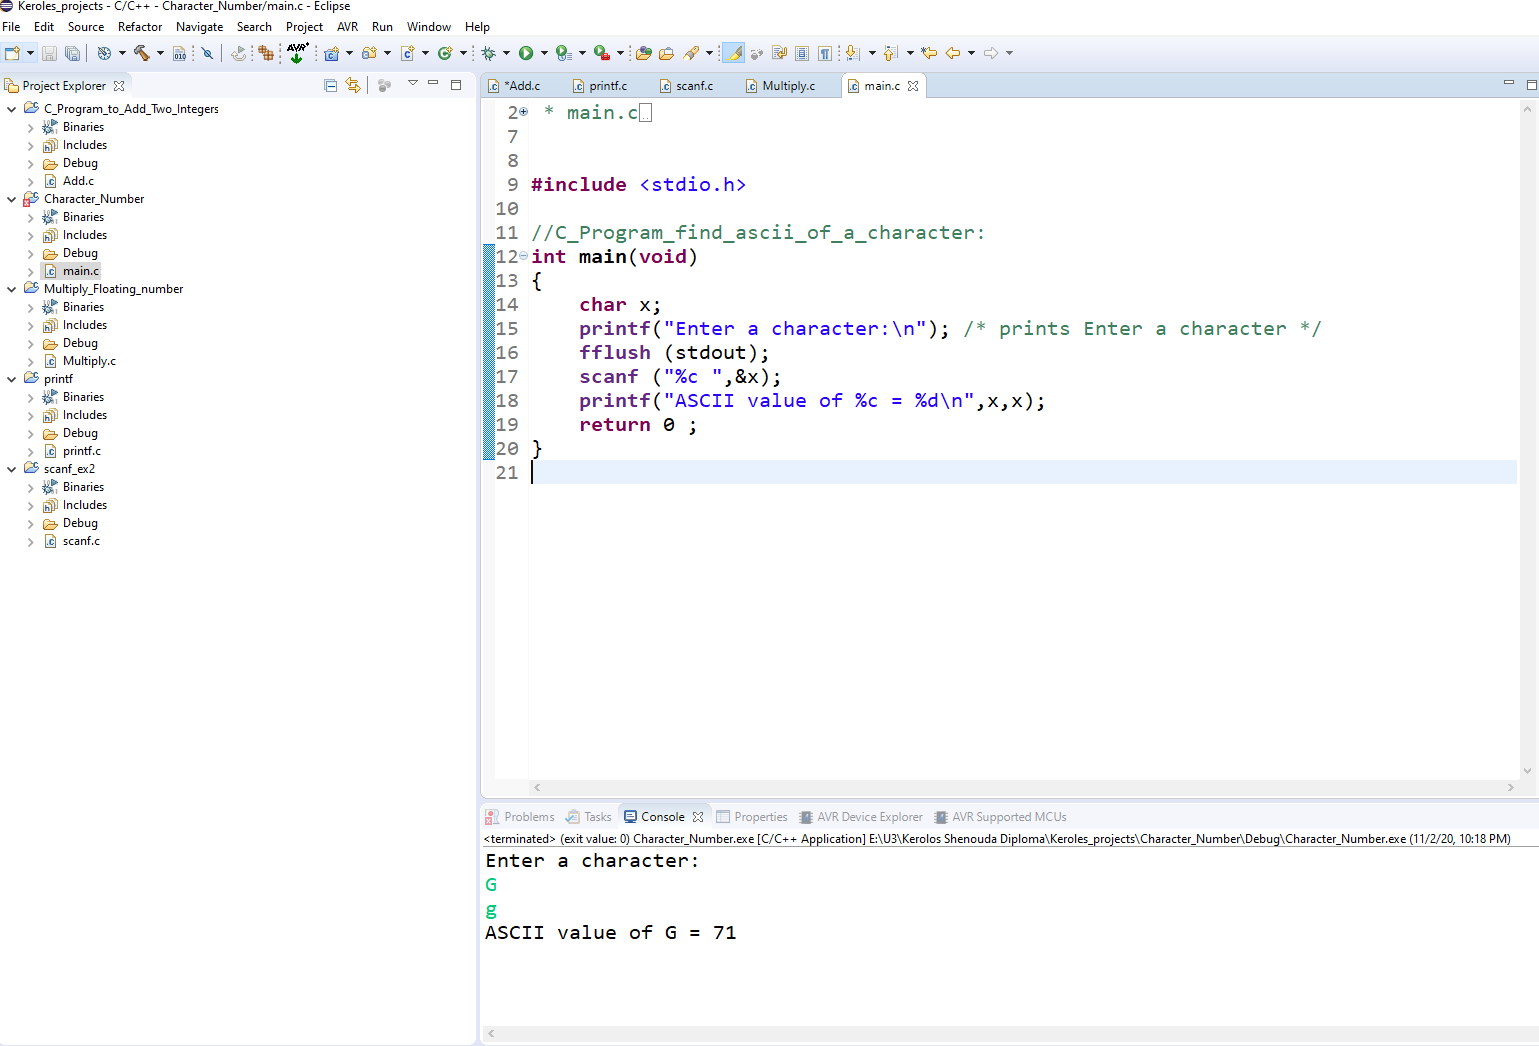 Keroles_projects - C/C++ - Character_Number/main.c - Eclipse
File Edit Source Refactor Navigate Search Project AVR Run Window Help
Project Explorer
C_Program_to_Add_Two_Integers
Binaries
Includes
Debug
Add.c
Character_Number
Binaries
Includes
Debug
main.c
Multiply_Floating_number
Binaries
Includes
Debug
Multiply.c
printf
Binaries
Includes
Debug
printf.c
scanf_ex2
Binaries
Includes
Debug
scanf.c
*Add.c printf.c scanf.c Multiply.c main.c
2 * main.c
7
8
9 #include <stdio.h>
10
11 //C_Program_find_ascii_of_a_character:
12 int main(void)
13 {
14 char x;
15 printf("Enter a character:\n"); /* prints Enter a character */
16 fflush (stdout);
17 scanf ("%c ",&x);
18 printf("ASCII value of %c = %d\n",x,x);
19 return 0 ;
20 }
21
Problems Tasks Console Properties AVR Device Explorer AVR Supported MCUs
<terminated> (exit value: 0) Character_Number.exe [C/C++ Application] E:\U3\Kerolos Shenouda Diploma\Keroles_projects\Character_Number\Debug\Character_Number.exe (11/2/20, 10:18 PM)
Enter a character:
G
g
ASCII value of G = 71